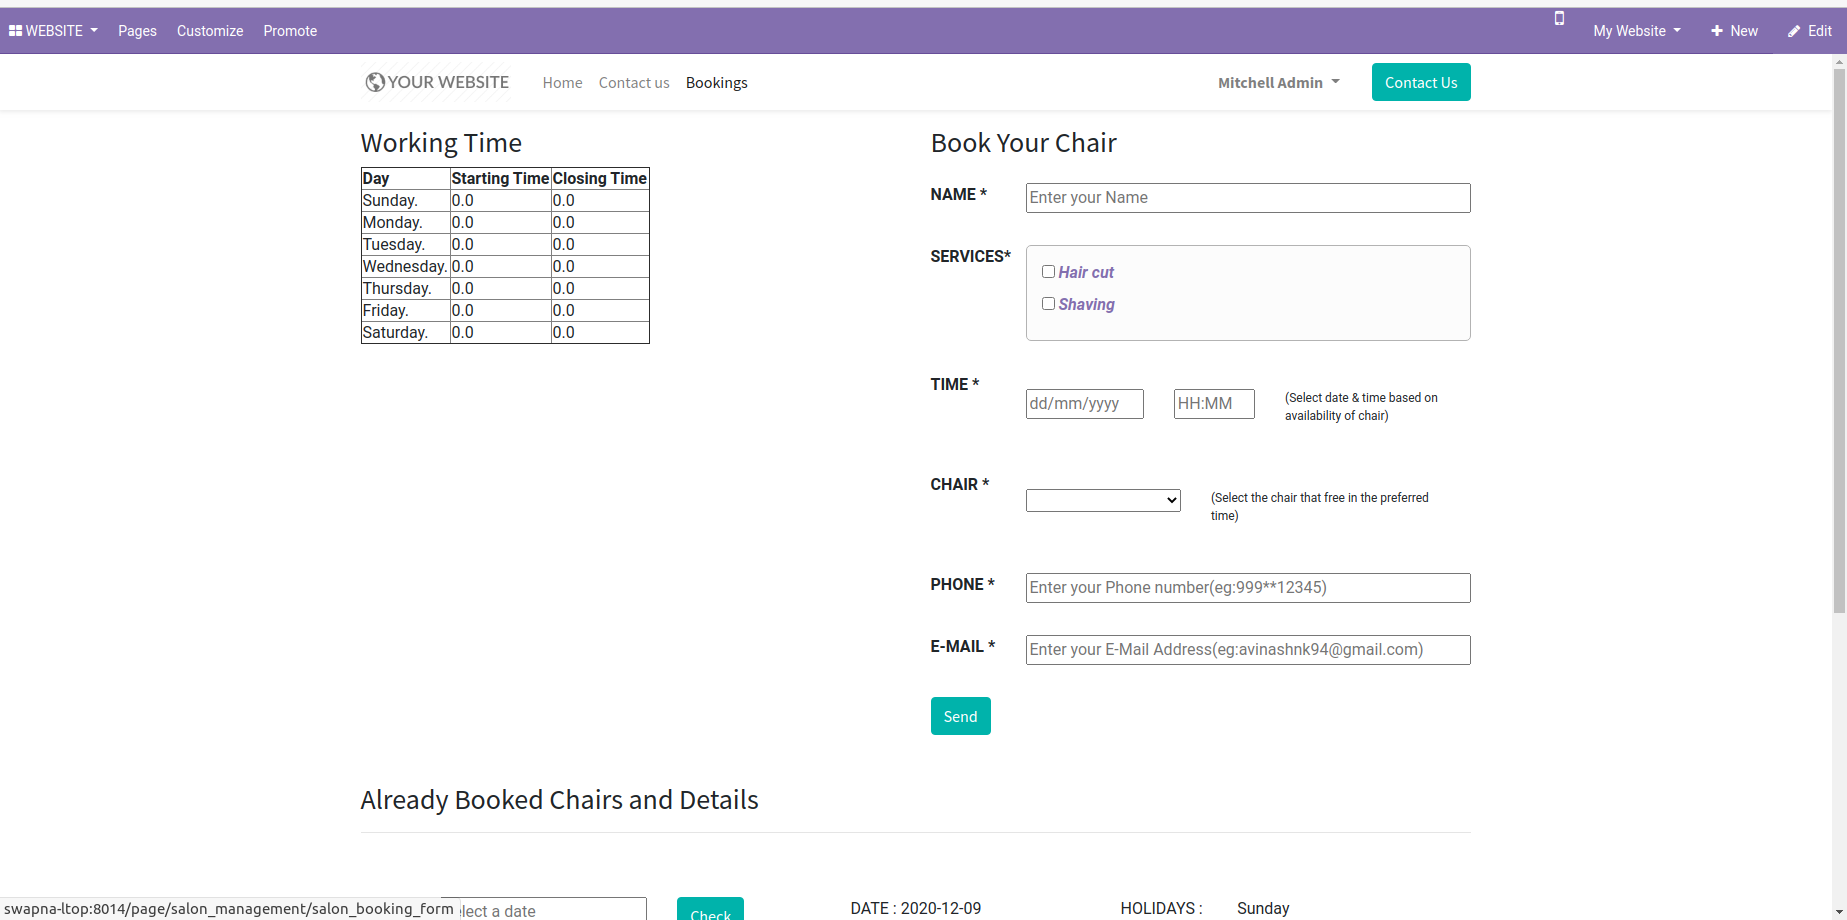 WEBSITE Pages Customize Promote My Website New Edit
YOUR WEBSITE Home Contact us Bookings Mitchell Admin Contact Us
Working Time
Day Starting Time Closing Time
Sunday. 0.0 0.0
Monday. 0.0 0.0
Tuesday. 0.0 0.0
Wednesday. 0.0 0.0
Thursday. 0.0 0.0
Friday. 0.0 0.0
Saturday. 0.0 0.0
Book Your Chair
NAME * Enter your Name
SERVICES*
Hair cut
Shaving
TIME * dd/mm/yyyy HH:MM
(Select date & time based on
availability of chair)
CHAIR *
(Select the chair that free in the preferred
time)
PHONE * Enter your Phone number(eg:999**12345)
E-MAIL * Enter your E-Mail Address(eg:avinashnk94@gmail.com)
Send
Already Booked Chairs and Details
lect a date Check DATE : 2020-12-09 HOLIDAYS : Sunday
swapna-ltop:8014/page/salon_management/salon_booking_form